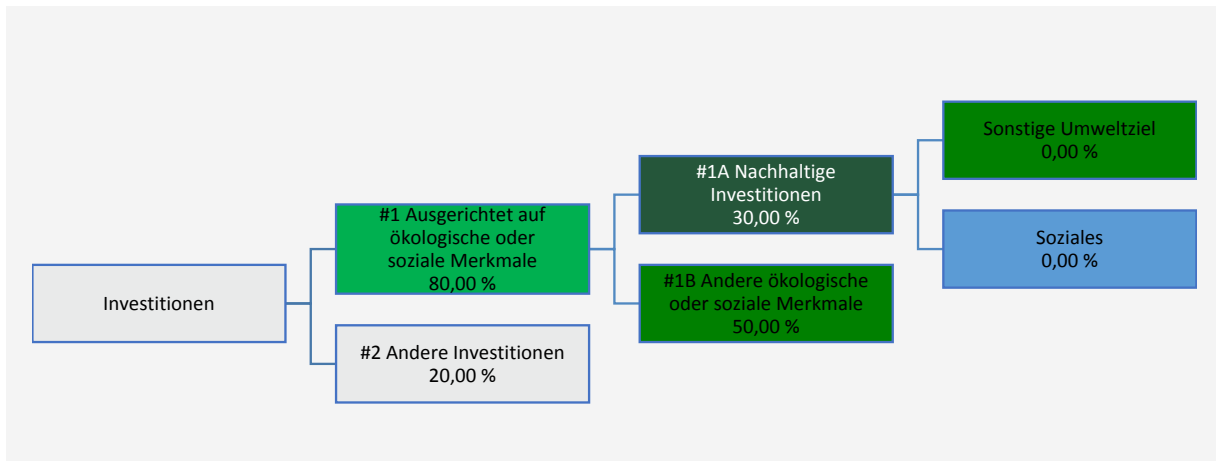 Investitionen
#1 Ausgerichtet auf
ökologische oder
soziale Merkmale
80,00 %
#2 Andere Investitionen
20,00 %
#1A Nachhaltige
Investitionen
30,00 %
#1B Andere ökologische
oder soziale Merkmale
50,00 %
Sonstige Umweltziel
0,00 %
Soziales
0,00 %